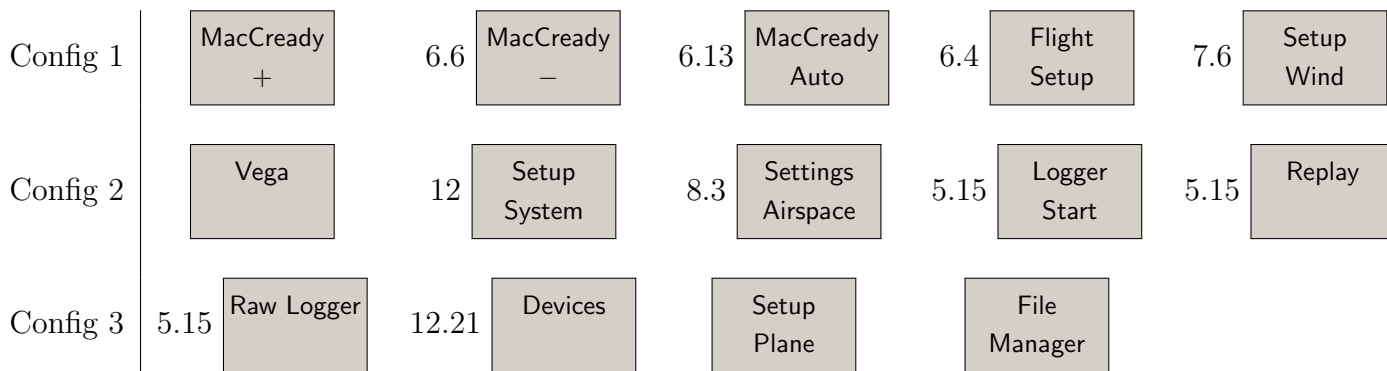 Config 1 MacCready + 6.6 MacCready − 6.13 MacCready Auto 6.4 Flight Setup 7.6 Setup Wind
Config 2 Vega 12 Setup System 8.3 Settings Airspace 5.15 Logger Start 5.15 Replay
Config 3 5.15 Raw Logger 12.21 Devices Setup Plane File Manager